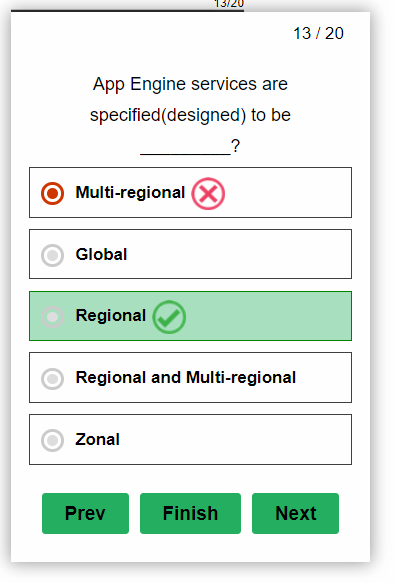 13/20
13 / 20
App Engine services are
specified(designed) to be
__________?
Multi-regional
Global
Regional
Regional and Multi-regional
Zonal
Prev Finish Next